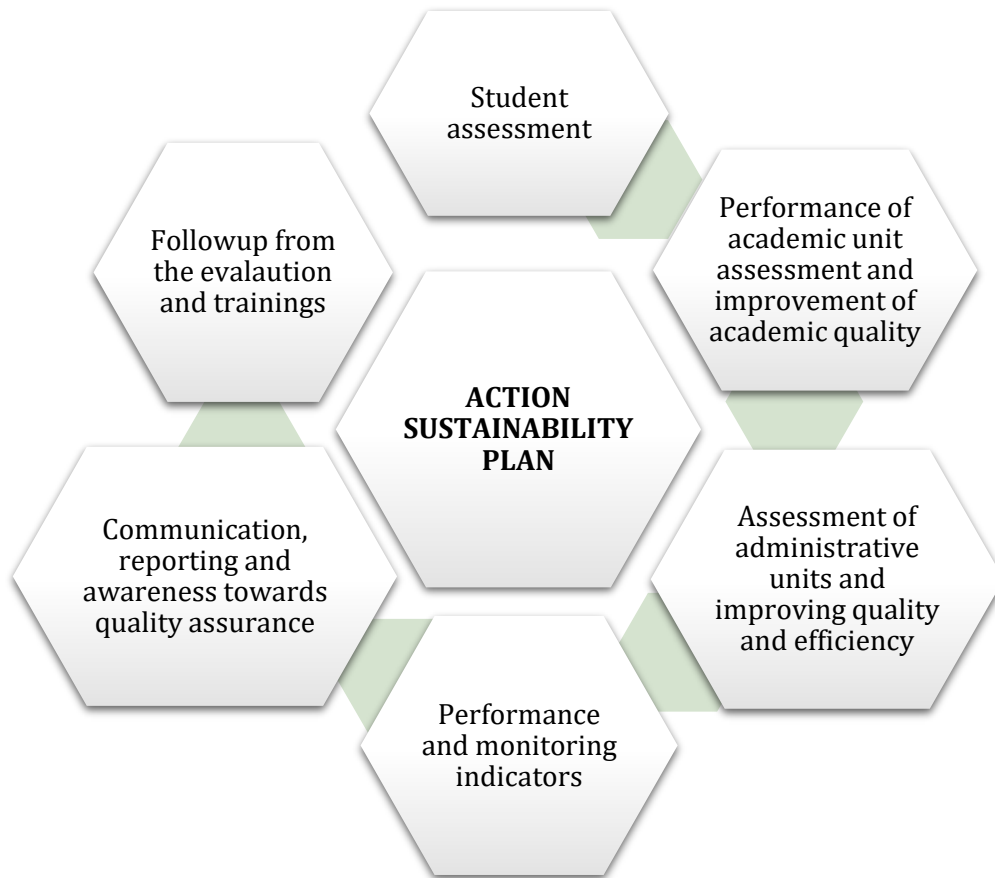 Student
assessment
Performance of
academic unit
assessment and
improvement of
academic quality
Assessment of
administrative
units and
improving quality
and efficiency
Performance
and monitoring
indicators
Communication,
reporting and
awareness towards
quality assurance
Followup from
the evalaution
and trainings
ACTION
SUSTAINABILITY
PLAN